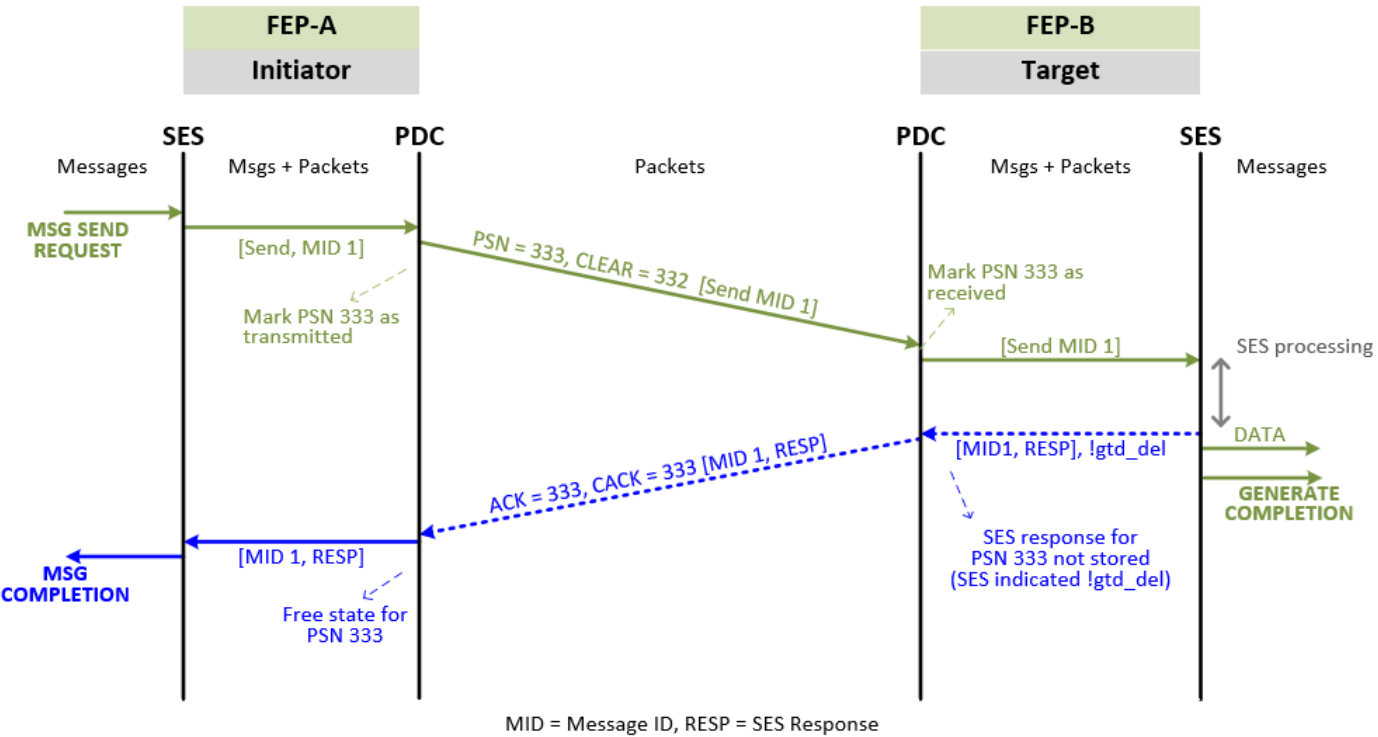 FEP-A
Initiator
FEP-B
Target
SES
PDC
PDC
SES
Messages
Msgs + Packets
Packets
Msgs + Packets
Messages
MSG SEND
REQUEST
[Send, MID 1]
PSN = 333, CLEAR = 332 [Send MID 1]
Mark PSN 333 as
transmitted
Mark PSN 333 as
received
[Send MID 1]
SES processing
[MID1, RESP], !gtd_del
DATA
GENERATE
COMPLETION
ACK = 333, CACK = 333 [MID 1, RESP]
SES response for
PSN 333 not stored
(SES indicated !gtd_del)
[MID 1, RESP]
MSG
COMPLETION
Free state for
PSN 333
MID = Message ID, RESP = SES Response